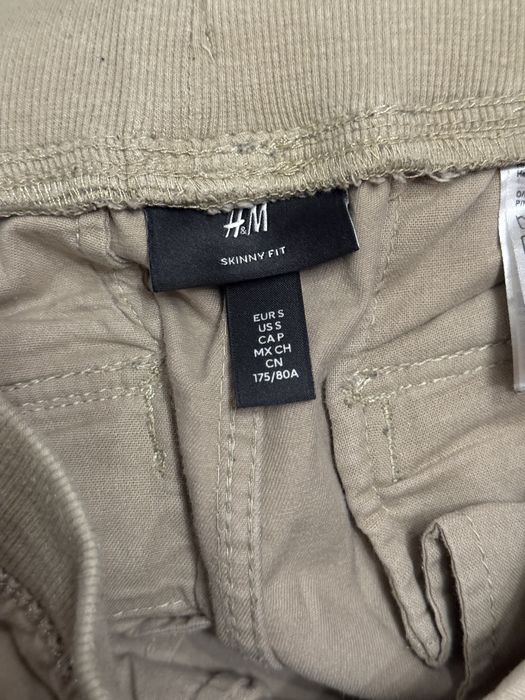 H&M
SKINNY FIT
EUR S
US S
CA P
MX CH
CN
175/80A